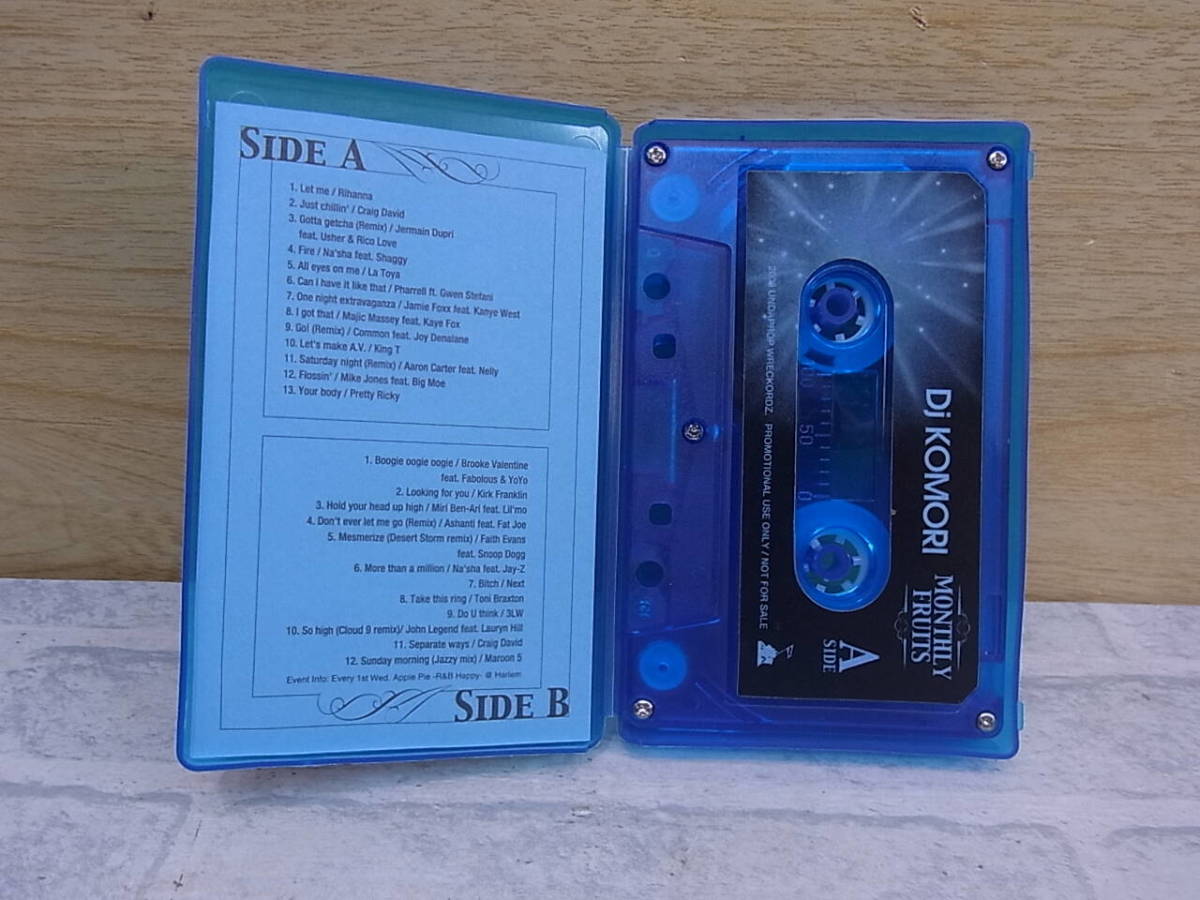 SIDE A
1. Let me / Rihanna
2. Just chillin' / Craig David
3. Gotta getcha (Remix) / Jermain Dupri
feat. Usher & Rico Love
4. Fire / Na'sha feat. Shaggy
5. All eyes on me / La Toya
6. Can I have it like that / Pharrell ft. Gwen Stefani
7. One night extravaganza / Jamie Foxx feat. Kanye West
8. I got that / Majic Massey feat. Kaye Fox
9. Go! (Remix) / Common feat. Joy Denalane
10. Let's make A.V. / King T
11. Saturday night (Remix) / Aaron Carter feat. Nelly
12. Flossin' / Mike Jones feat. Big Moe
13. Your body / Pretty Ricky
1. Boogie oogie oogie / Brooke Valentine
feat. Fabolous & YoYo
2. Looking for you / Kirk Franklin
3. Hold your head up high / Miri Ben-Ari feat. Lil'mo
4. Don't ever let me go (Remix) / Ashanti feat. Fat Joe
5. Mesmerize (Desert Storm remix) / Faith Evans
feat. Snoop Dogg
6. More than a million / Na'sha feat. Jay-Z
7. Bitch / Next
8. Take this ring / Toni Braxton
9. Do U think / 3LW
10. So high (Cloud 9 remix)/ John Legend feat. Lauryn Hill
11. Separate ways / Craig David
12. Sunday morning (Jazzy mix) / Maroon 5
Event Info: Every 1st Wed. Apple Pie -R&B Happy- @ Harlem
SIDE B
Dj KOMORI
MONTHLY
FRUITS
A
SIDE
100 50 0
WRECKORDZ. PROMOTIONAL USE ONLY / NOT FOR SALE